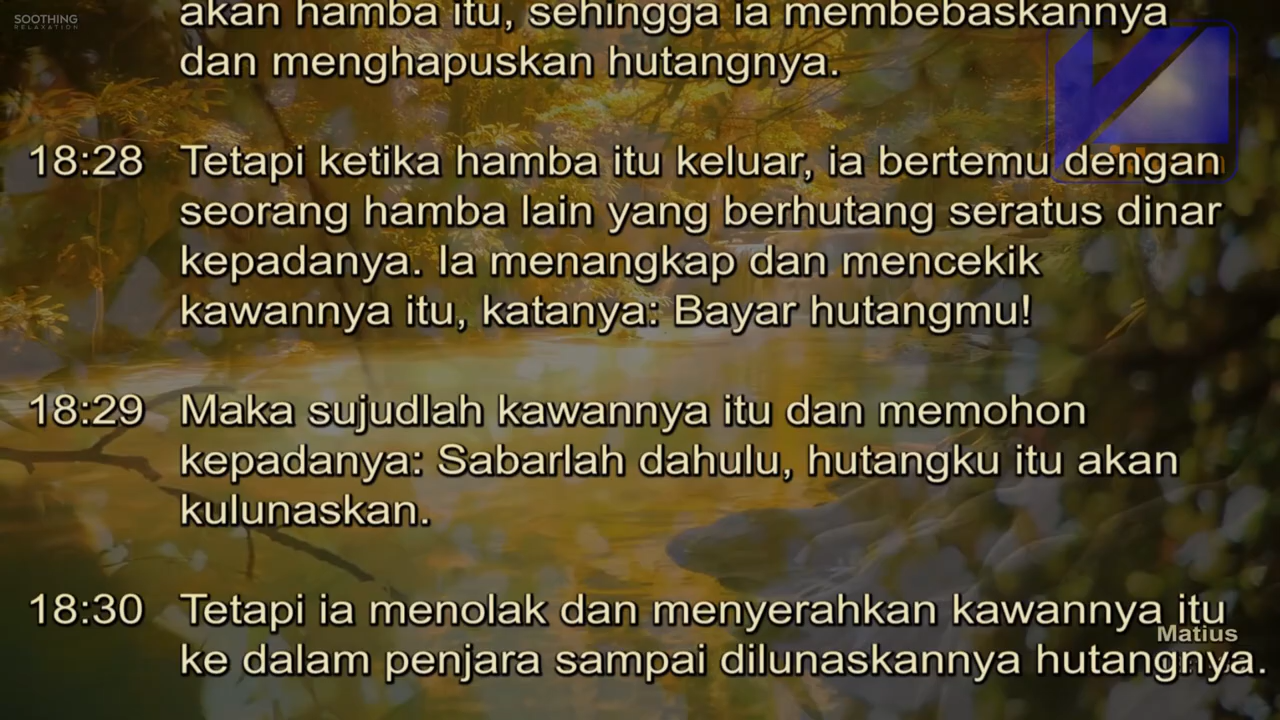 SOOTHING
RELAXATION
akan hamba itu, sehingga ia membebaskannya
dan menghapuskan hutangnya.
18:28 Tetapi ketika hamba itu keluar, ia bertemu dengan
seorang hamba lain yang berhutang seratus dinar
kepadanya. Ia menangkap dan mencekik
kawannya itu, katanya: Bayar hutangmu!
18:29 Maka sujudlah kawannya itu dan memohon
kepadanya: Sabarlah dahulu, hutangku itu akan
kulunaskan.
18:30 Tetapi ia menolak dan menyerahkan kawannya itu
Matius
ke dalam penjara sampai dilunaskannya hutangnya.